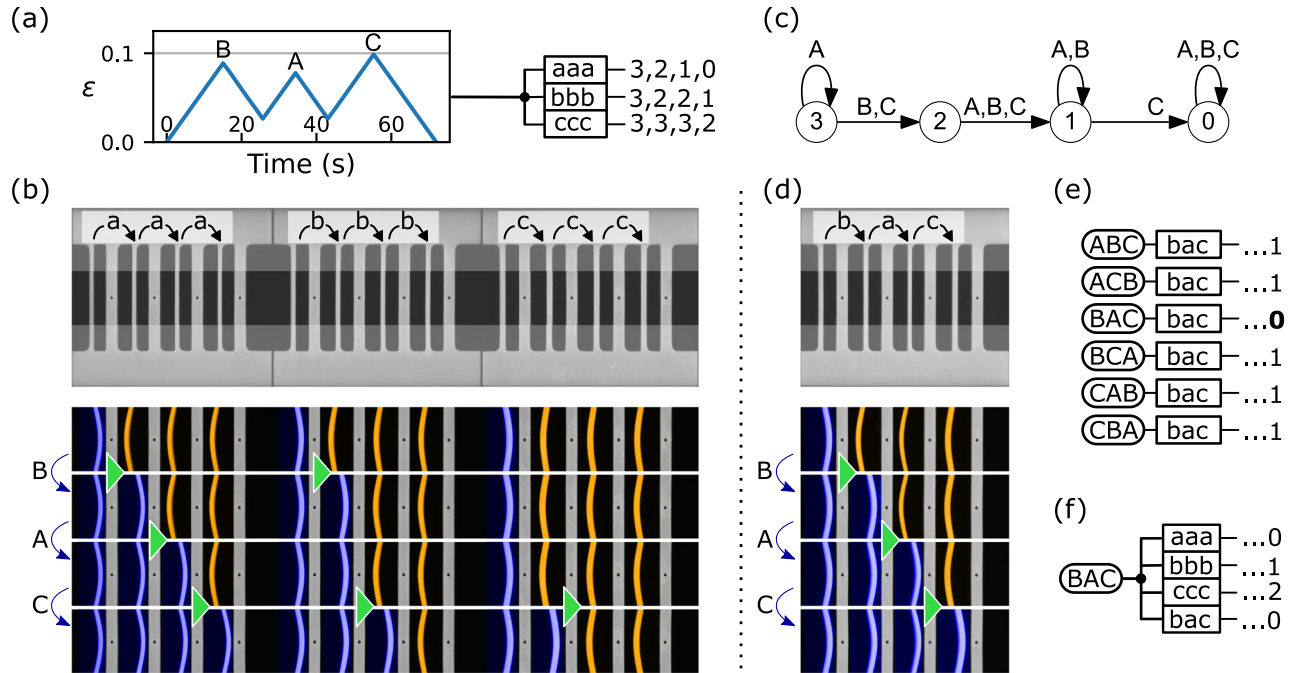 (a)
B
A
C
0.1
ε
0.0
0
20
40
60
Time (s)
aaa
3,2,1,0
bbb
3,2,2,1
ccc
3,3,3,2
(b)
a
a
a
b
b
b
c
c
c
B
A
C
(c)
A
A,B
A,B,C
3
B,C
2
A,B,C
1
C
0
(d)
b
a
c
B
A
C
(e)
ABC
bac
...1
ACB
bac
...1
BAC
bac
...0
BCA
bac
...1
CAB
bac
...1
CBA
bac
...1
(f)
BAC
aaa
...0
bbb
...1
ccc
...2
bac
...0